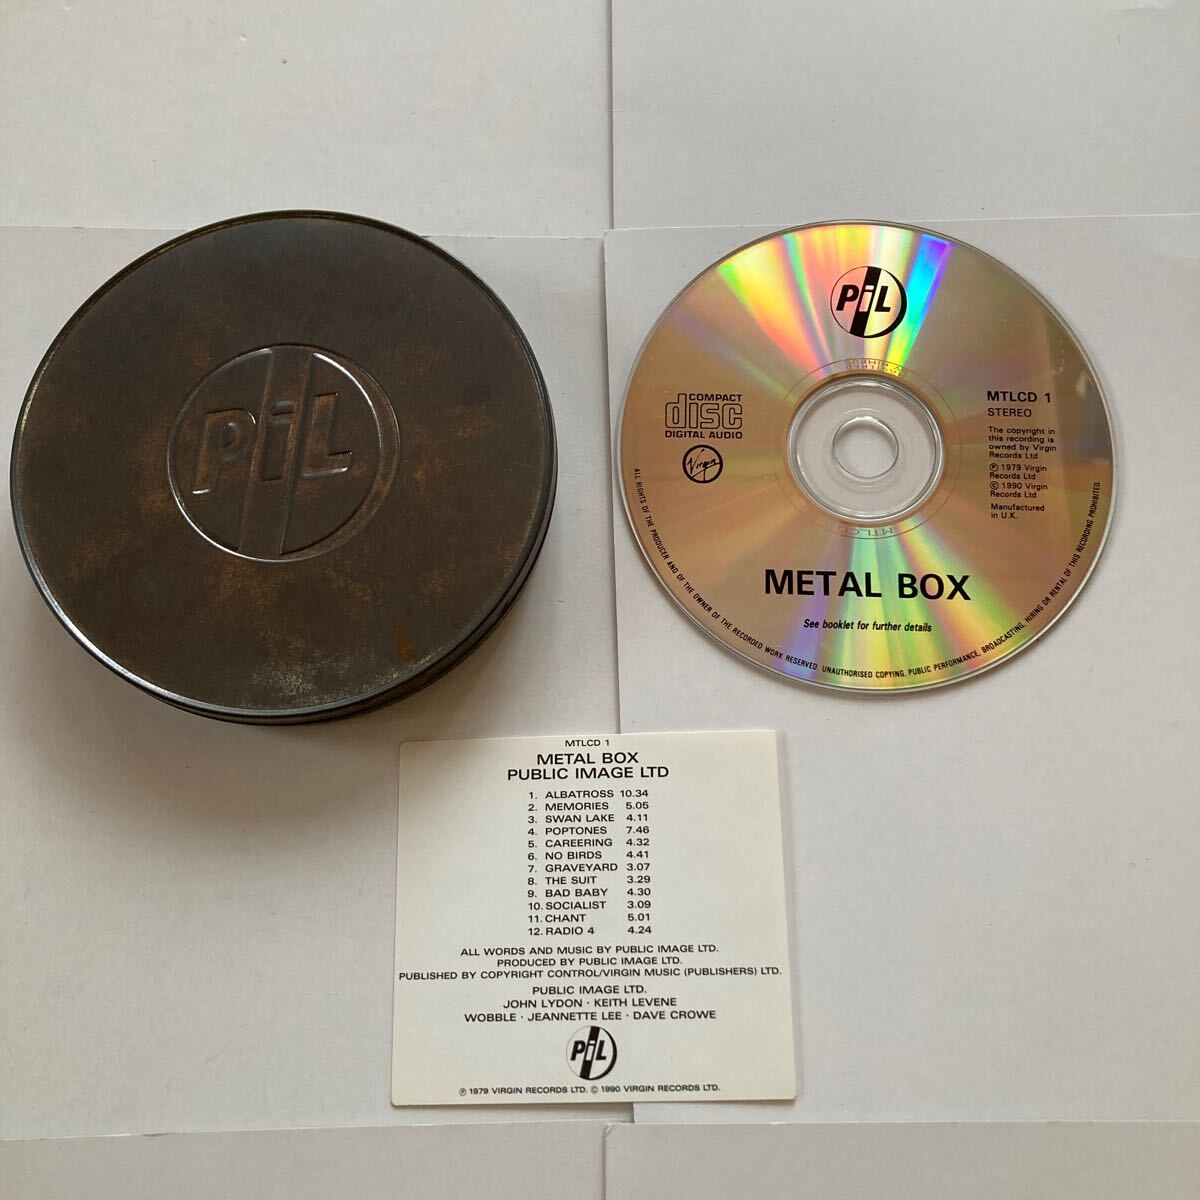 PiL
PiL
COMPACT
disc
DIGITAL AUDIO
Virgin
MTLCD 1
STEREO
The copyright in
this recording is
owned by Virgin
Records Ltd
Ⓟ 1979 Virgin
Records Ltd
© 1990 Virgin
Records Ltd
Manufactured
in U.K.
MTLCD
METAL BOX
See booklet for further details
ALL RIGHTS OF THE PRODUCER AND OF THE OWNER OF THE RECORDED WORK RESERVED. UNAUTHORISED COPYING, PUBLIC PERFORMANCE, BROADCASTING, HIRING OR RENTAL OF THIS RECORDING PROHIBITED.
MTLCD 1
METAL BOX
PUBLIC IMAGE LTD
1. ALBATROSS 10.34
2. MEMORIES 5.05
3. SWAN LAKE 4.11
4. POPTONES 7.46
5. CAREERING 4.32
6. NO BIRDS 4.41
7. GRAVEYARD 3.07
8. THE SUIT 3.29
9. BAD BABY 4.30
10. SOCIALIST 3.09
11. CHANT 5.01
12. RADIO 4 4.24
ALL WORDS AND MUSIC BY PUBLIC IMAGE LTD.
PRODUCED BY PUBLIC IMAGE LTD.
PUBLISHED BY COPYRIGHT CONTROL/VIRGIN MUSIC (PUBLISHERS) LTD.
PUBLIC IMAGE LTD.
JOHN LYDON · KEITH LEVENE
WOBBLE · JEANNETTE LEE · DAVE CROWE
PiL
Ⓟ 1979 VIRGIN RECORDS LTD. © 1990 VIRGIN RECORDS LTD.